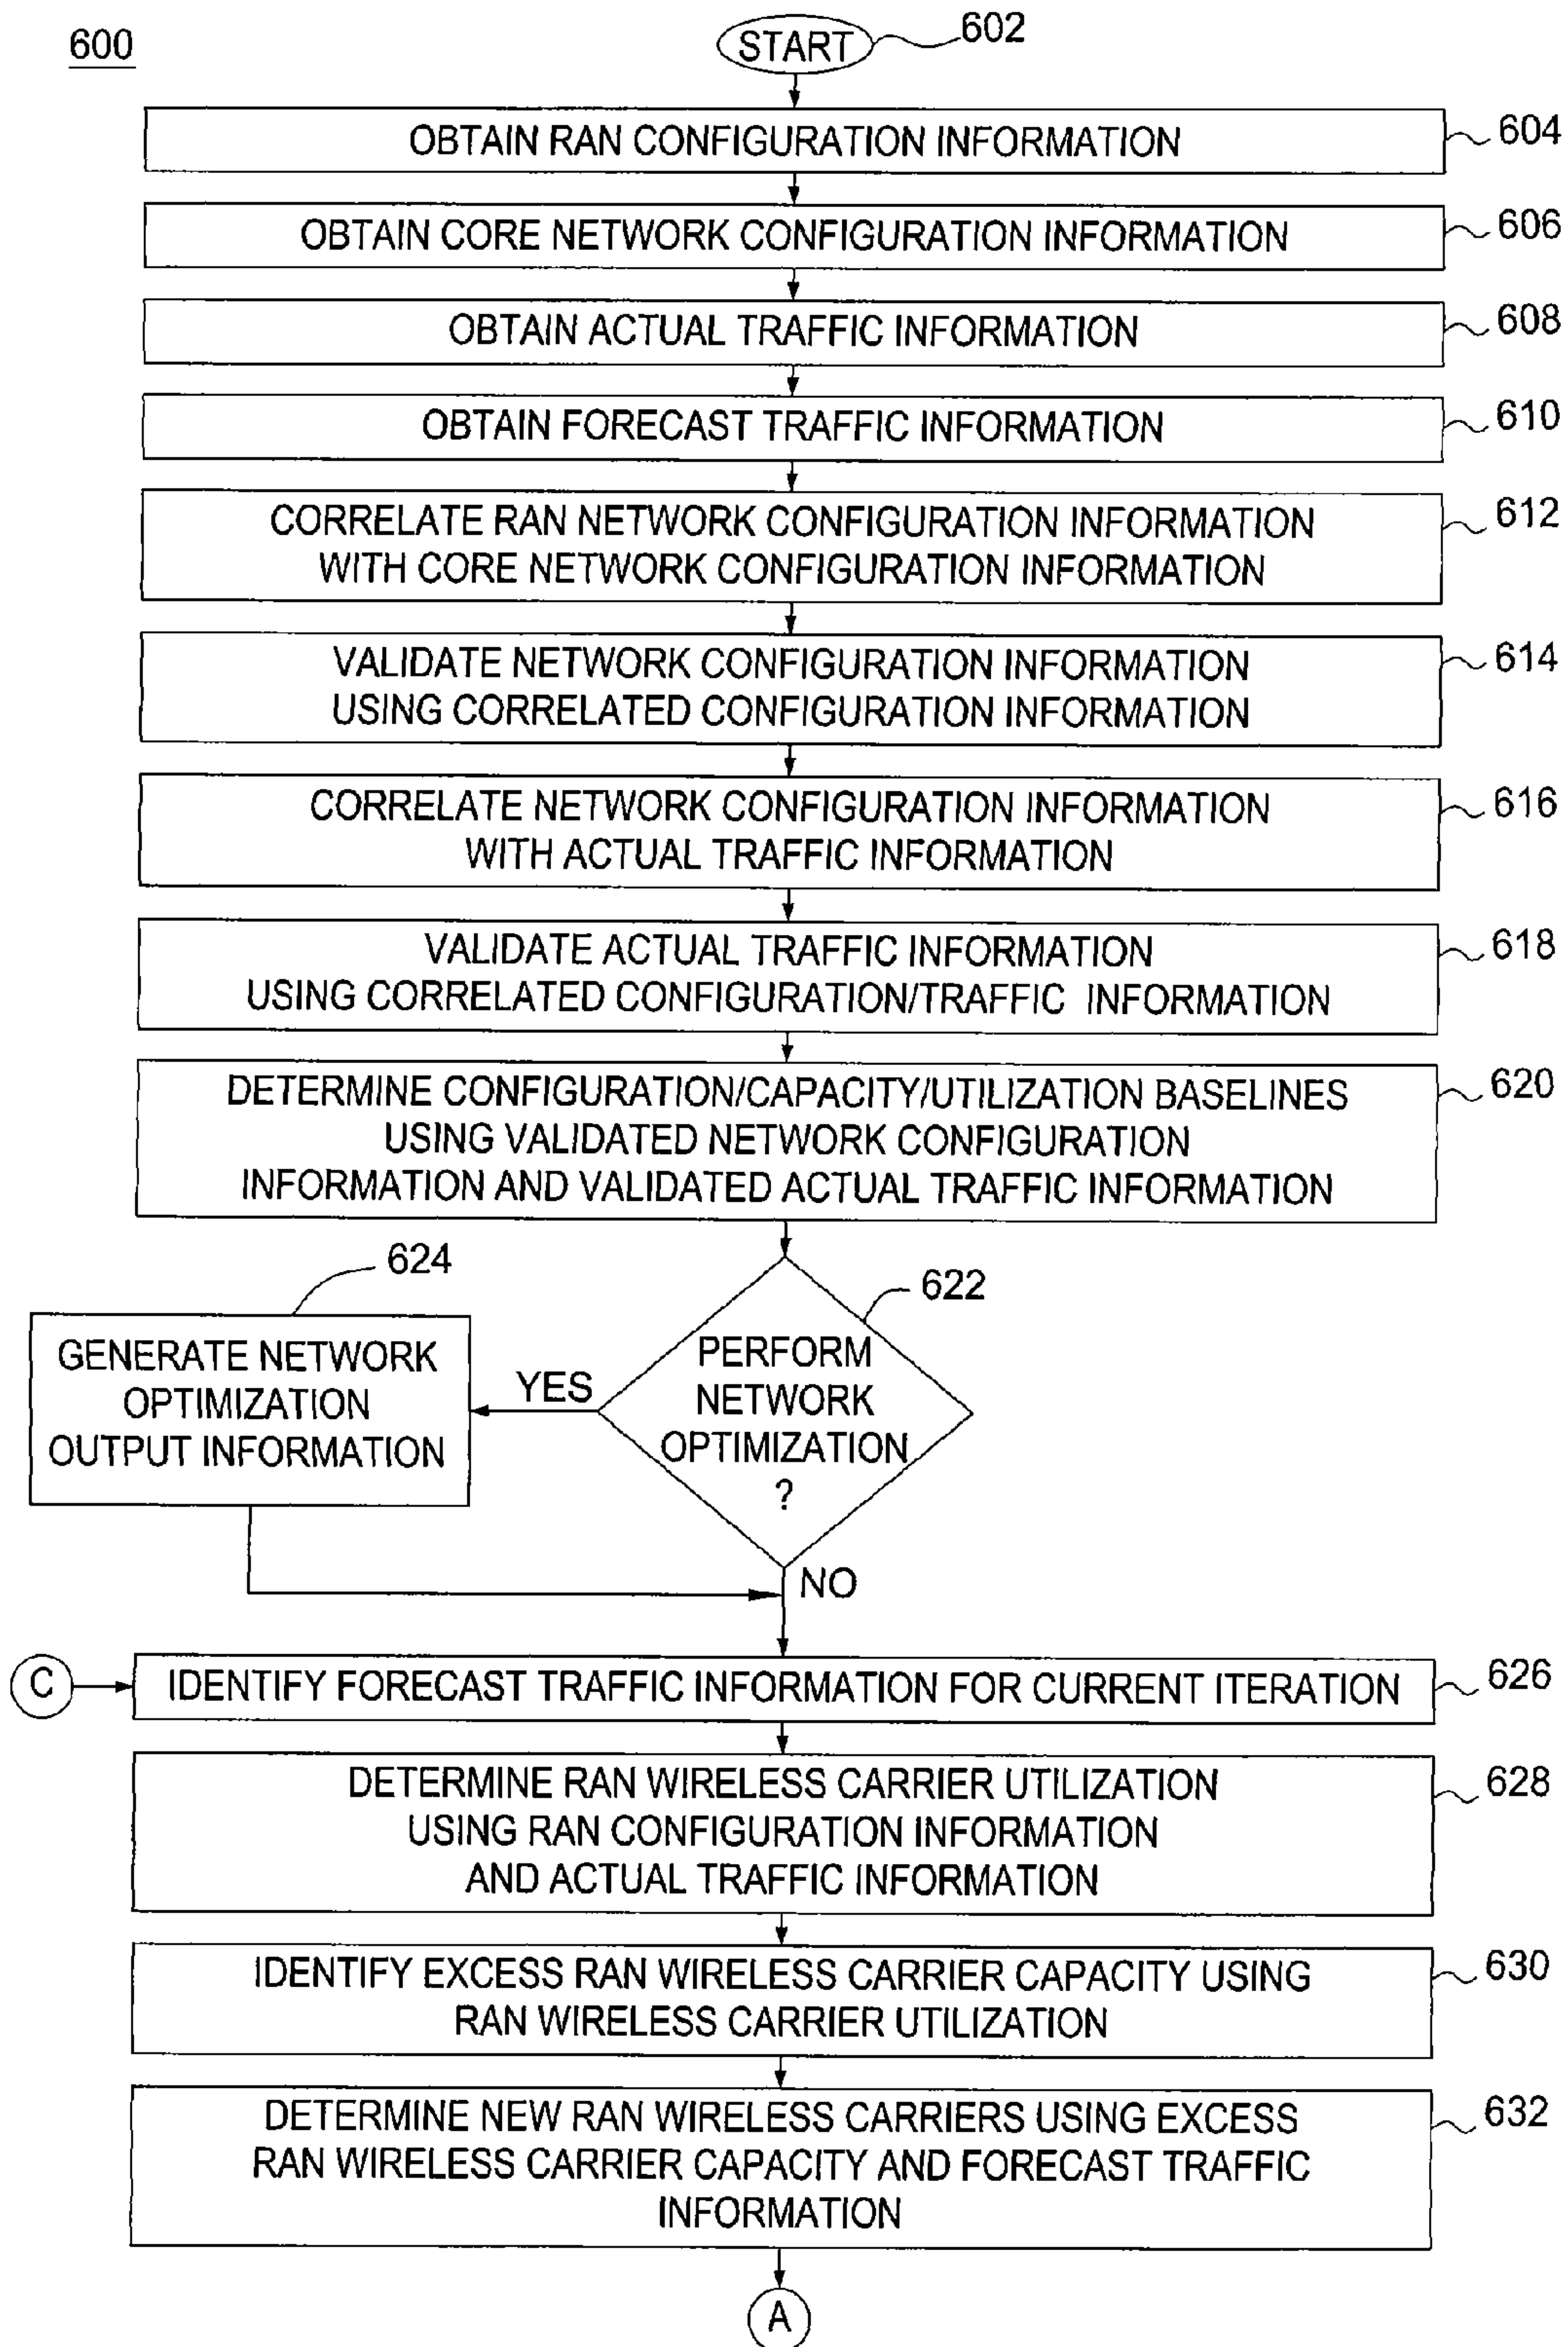 600
START
602
OBTAIN RAN CONFIGURATION INFORMATION
604
OBTAIN CORE NETWORK CONFIGURATION INFORMATION
606
OBTAIN ACTUAL TRAFFIC INFORMATION
608
OBTAIN FORECAST TRAFFIC INFORMATION
610
CORRELATE RAN NETWORK CONFIGURATION INFORMATION
WITH CORE NETWORK CONFIGURATION INFORMATION
612
VALIDATE NETWORK CONFIGURATION INFORMATION
USING CORRELATED CONFIGURATION INFORMATION
614
CORRELATE NETWORK CONFIGURATION INFORMATION
WITH ACTUAL TRAFFIC INFORMATION
616
VALIDATE ACTUAL TRAFFIC INFORMATION
USING CORRELATED CONFIGURATION/TRAFFIC INFORMATION
618
DETERMINE CONFIGURATION/CAPACITY/UTILIZATION BASELINES
USING VALIDATED NETWORK CONFIGURATION
INFORMATION AND VALIDATED ACTUAL TRAFFIC INFORMATION
620
624
622
GENERATE NETWORK
OPTIMIZATION
OUTPUT INFORMATION
YES
PERFORM
NETWORK
OPTIMIZATION
?
NO
C
IDENTIFY FORECAST TRAFFIC INFORMATION FOR CURRENT ITERATION
626
DETERMINE RAN WIRELESS CARRIER UTILIZATION
USING RAN CONFIGURATION INFORMATION
AND ACTUAL TRAFFIC INFORMATION
628
IDENTIFY EXCESS RAN WIRELESS CARRIER CAPACITY USING
RAN WIRELESS CARRIER UTILIZATION
630
DETERMINE NEW RAN WIRELESS CARRIERS USING EXCESS
RAN WIRELESS CARRIER CAPACITY AND FORECAST TRAFFIC
INFORMATION
632
A